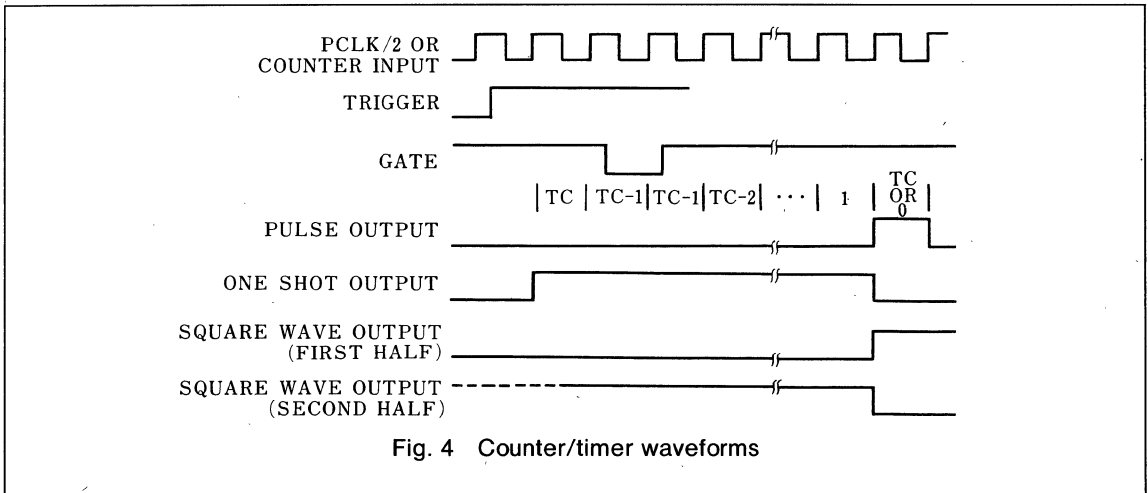 PCLK/2 OR
COUNTER INPUT
TRIGGER
GATE
| TC | TC-1 | TC-1 | TC-2 | ··· | 1 | TC OR 0 |
PULSE OUTPUT
ONE SHOT OUTPUT
SQUARE WAVE OUTPUT
(FIRST HALF)
SQUARE WAVE OUTPUT
(SECOND HALF)
Fig. 4 Counter/timer waveforms